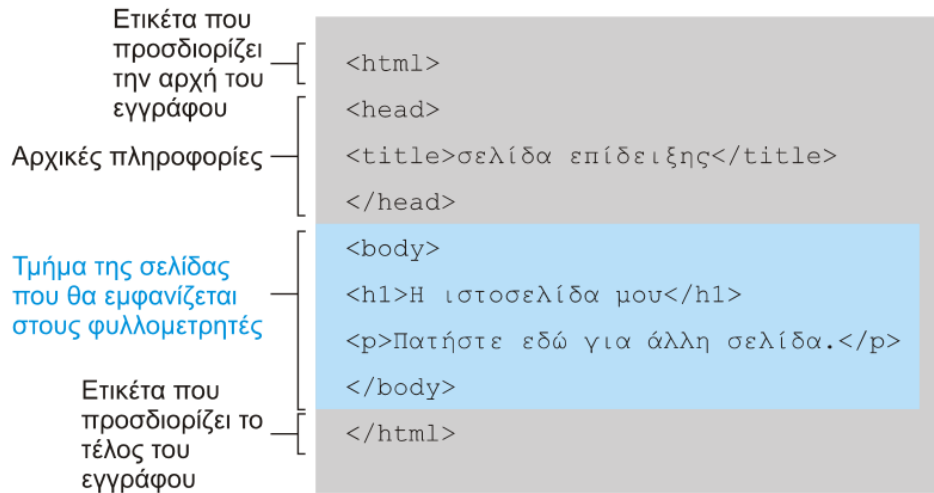 Ετικέτα που
προσδιορίζει
την αρχή του
εγγράφου
<html>
Αρχικές πληροφορίες
<head>
<title>σελίδα επίδειξης</title>
</head>
Τμήμα της σελίδας
που θα εμφανίζεται
στους φυλλομετρητές
<body>
<h1>Η ιστοσελίδα μου</h1>
<p>Πατήστε εδώ για άλλη σελίδα.</p>
</body>
Ετικέτα που
προσδιορίζει το
τέλος του
εγγράφου
</html>